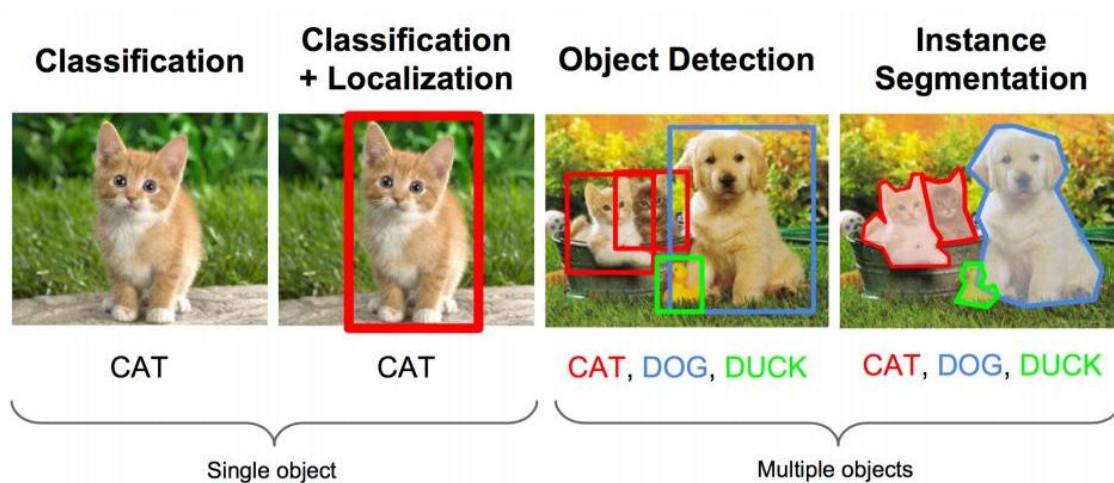 Classification
Classification
+ Localization
Object Detection
Instance
Segmentation
CAT
CAT
CAT, DOG, DUCK
CAT, DOG, DUCK
Single object
Multiple objects